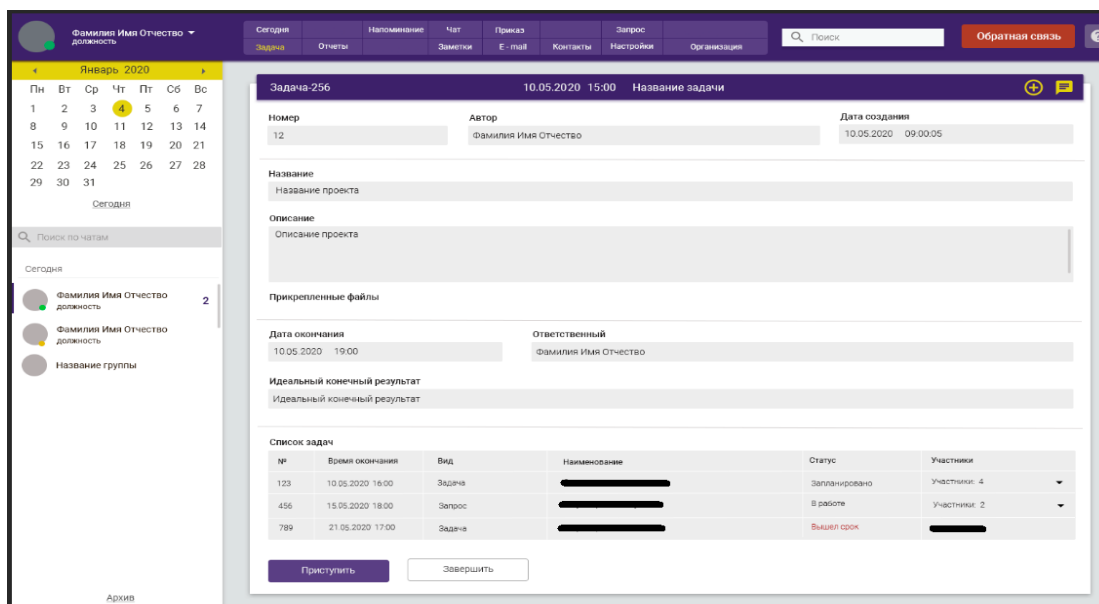 Фамилия Имя Отчество
должность
Сегодня Напоминание Чат Приказ Запрос
Задача Отчеты Заметки E - mail Контакты Настройки Организация
Поиск
Обратная связь
?
Январь 2020
Пн Вт Ср Чт Пт Сб Вс
1 2 3 4 5 6 7
8 9 10 11 12 13 14
15 16 17 18 19 20 21
22 23 24 25 26 27 28
29 30 31
Сегодня
Поиск по чатам
Сегодня
Фамилия Имя Отчество 2
должность
Фамилия Имя Отчество
должность
Название группы
Архив
Задача-256 10.05.2020 15:00 Название задачи
Номер Автор Дата создания
12 Фамилия Имя Отчество 10.05.2020 09:00:05
Название
Название проекта
Описание
Описание проекта
Прикрепленные файлы
Дата окончания Ответственный
10.05.2020 19:00 Фамилия Имя Отчество
Идеальный конечный результат
Идеальный конечный результат
Список задач
№ Время окончания Вид Наименование Статус Участники
123 10.05.2020 16:00 Задача Запланировано Участники: 4
456 15.05.2020 18:00 Запрос В работе Участники: 2
789 21.05.2020 17:00 Задача Вышел срок
Приступить Завершить